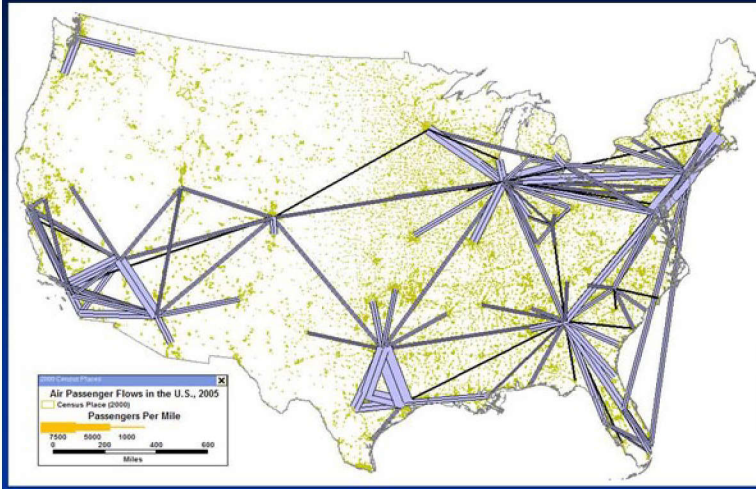 2000 Census Places
Air Passenger Flows in the U.S., 2005
Census Place (2000)
Passengers Per Mile
7500 5000 1000
0 200 400 600
Miles